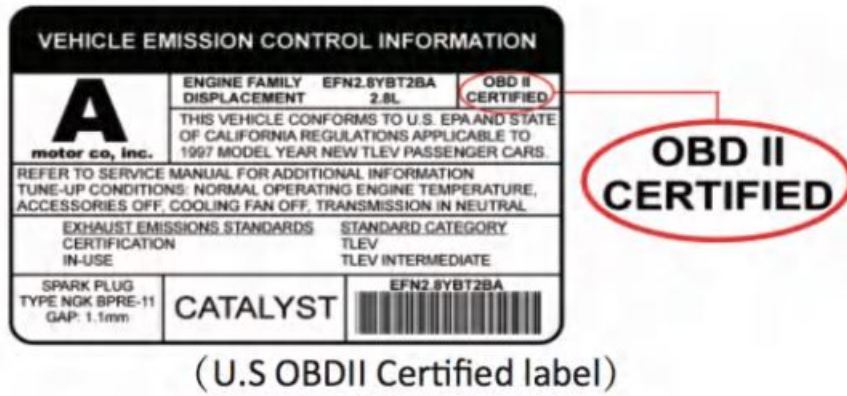 VEHICLE EMISSION CONTROL INFORMATION
A
motor co, inc.
ENGINE FAMILY EFN2.8YBT2BA
DISPLACEMENT 2.8L
OBD II
CERTIFIED
THIS VEHICLE CONFORMS TO U.S. EPA AND STATE
OF CALIFORNIA REGULATIONS APPLICABLE TO
1997 MODEL YEAR NEW TLEV PASSENGER CARS.
REFER TO SERVICE MANUAL FOR ADDITIONAL INFORMATION
TUNE-UP CONDITIONS: NORMAL OPERATING ENGINE TEMPERATURE,
ACCESSORIES OFF, COOLING FAN OFF, TRANSMISSION IN NEUTRAL
EXHAUST EMISSIONS STANDARDS STANDARD CATEGORY
CERTIFICATION TLEV
IN-USE TLEV INTERMEDIATE
SPARK PLUG
TYPE NGK BPRE-11
GAP: 1.1mm
CATALYST
EFN2.8YBT2BA
OBD II
CERTIFIED
(U.S OBDII Certified label)